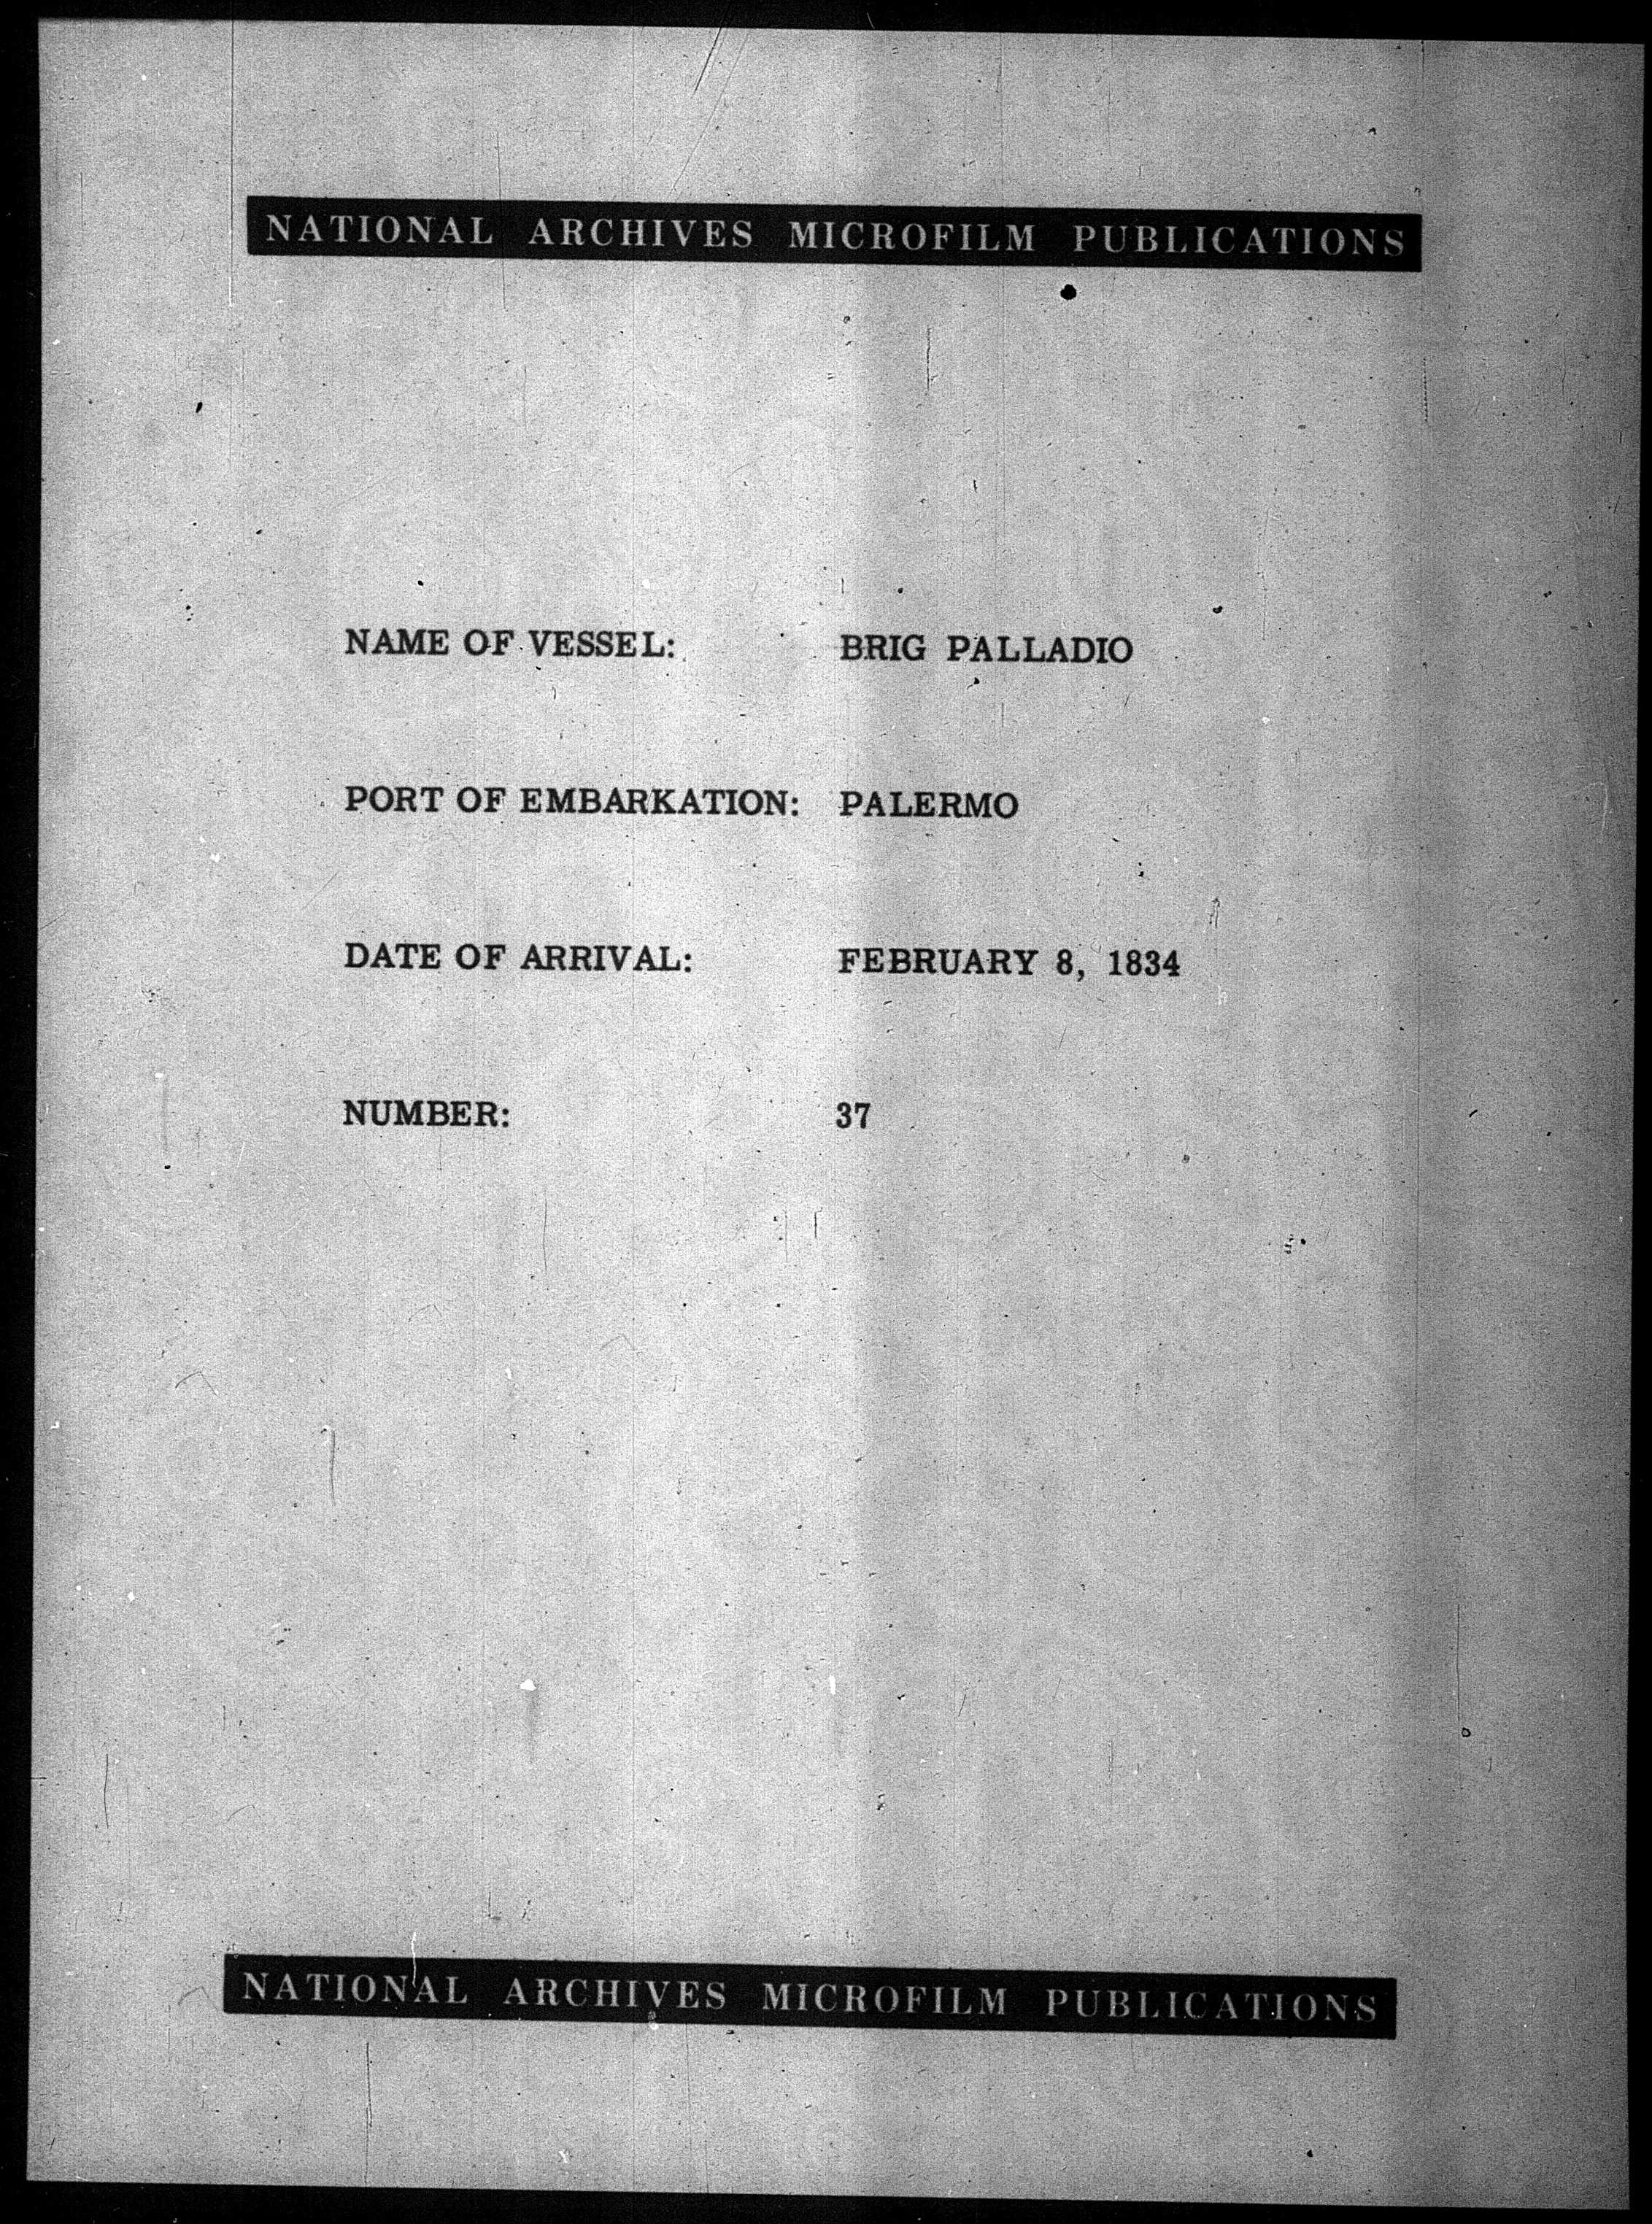 NATIONAL ARCHIVES MICROFILM PUBLICATIONS
NAME OF VESSEL: BRIG PALLADIO
PORT OF EMBARKATION: PALERMO
DATE OF ARRIVAL: FEBRUARY 8, 1834
NUMBER: 37
NATIONAL ARCHIVES MICROFILM PUBLICATIONS